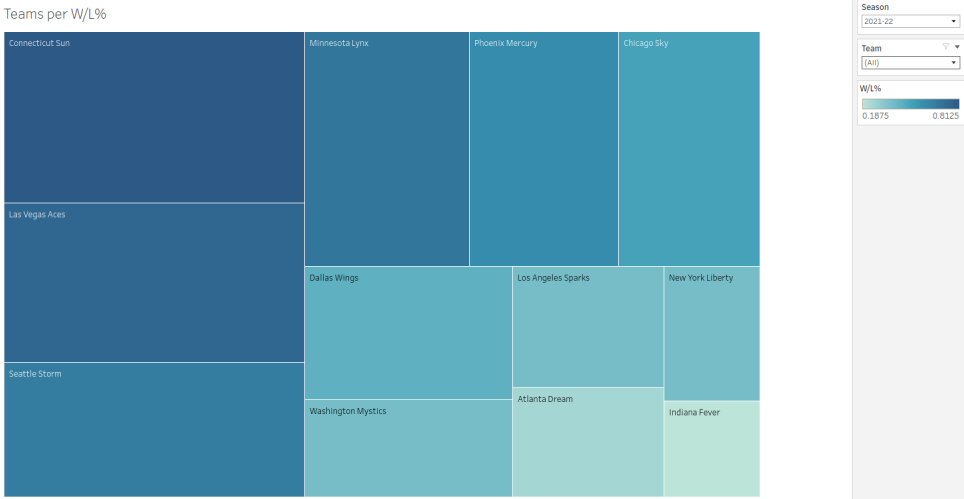 Teams per W/L%
Connecticut Sun
Minnesota Lynx
Phoenix Mercury
Chicago Sky
Las Vegas Aces
Dallas Wings
Los Angeles Sparks
New York Liberty
Seattle Storm
Atlanta Dream
Washington Mystics
Indiana Fever
Season
2021-22
Team
(All)
W/L%
0.1875 0.8125